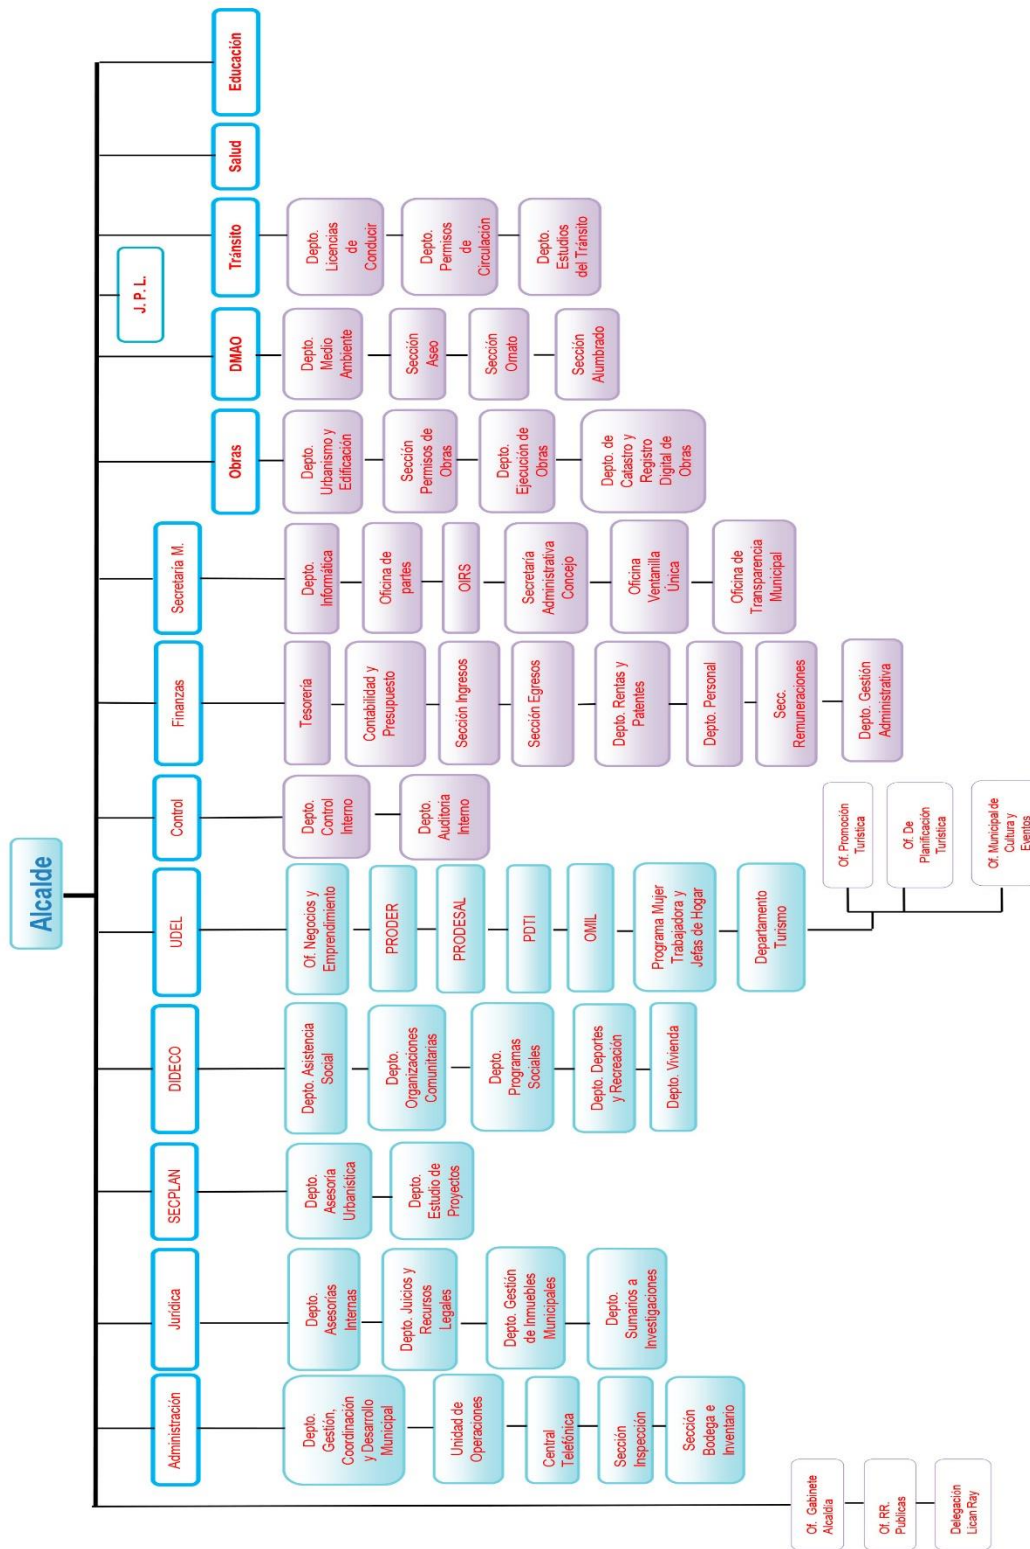 Alcalde
J. P. L.
Administración
Jurídica
SECPLAN
DIDECO
UDEL
Control
Finanzas
Secretaria M.
Obras
DMAO
Tránsito
Salud
Educación
Depto.
Gestión,
Coordinación
y Desarrollo
Municipal
Unidad de
Operaciones
Central
Telefónica
Sección
Inspección
Sección
Bodega e
Inventario
Depto.
Asesorías
Internas
Depto. Juicios y
Recursos
Legales
Depto. Gestión
de Inmuebles
Municipales
Depto.
Sumarios a
Investigaciones
Depto.
Asesoría
Urbanística
Depto.
Estudio de
Proyectos
Depto. Asistencia
Social
Depto.
Organizaciones
Comunitarias
Depto.
Programas
Sociales
Depto. Deportes
y Recreación
Depto. Vivienda
Of. Negocios y
Emprendimiento
PRODER
PRODESAL
PDTI
OMIL
Programa Mujer
Trabajadora y
Jefas de Hogar
Departamento
Turismo
Depto.
Control
Interno
Depto.
Auditoria
Interno
Tesorería
Contabilidad y
Presupuesto
Sección Ingresos
Sección Egresos
Depto. Rentas y
Patentes
Depto. Personal
Secc.
Remuneraciones
Depto. Gestión
Administrativa
Depto.
Informática
Oficina de
partes
OIRS
Secretaría
Administrativa
Concejo
Oficina
Ventanilla
Única
Oficina de
Transparencia
Municipal
Depto.
Urbanismo y
Edificación
Sección
Permisos de
Obras
Depto.
Ejecución de
Obras
Depto. de
Catastro y
Registro
Digital de
Obras
Depto.
Medio
Ambiente
Sección
Aseo
Sección
Ornato
Sección
Alumbrado
Depto.
Licencias
de
Conducir
Depto.
Permisos
de
Circulación
Depto.
Estudios
del Tránsito
Of. Gabinete
Alcaldía
Of. RR.
Publicas
Delegación
Lican Ray
Of. Promoción
Turística
Of. De
Planificación
Turística
Of. Municipal de
Cultura y
Eventos